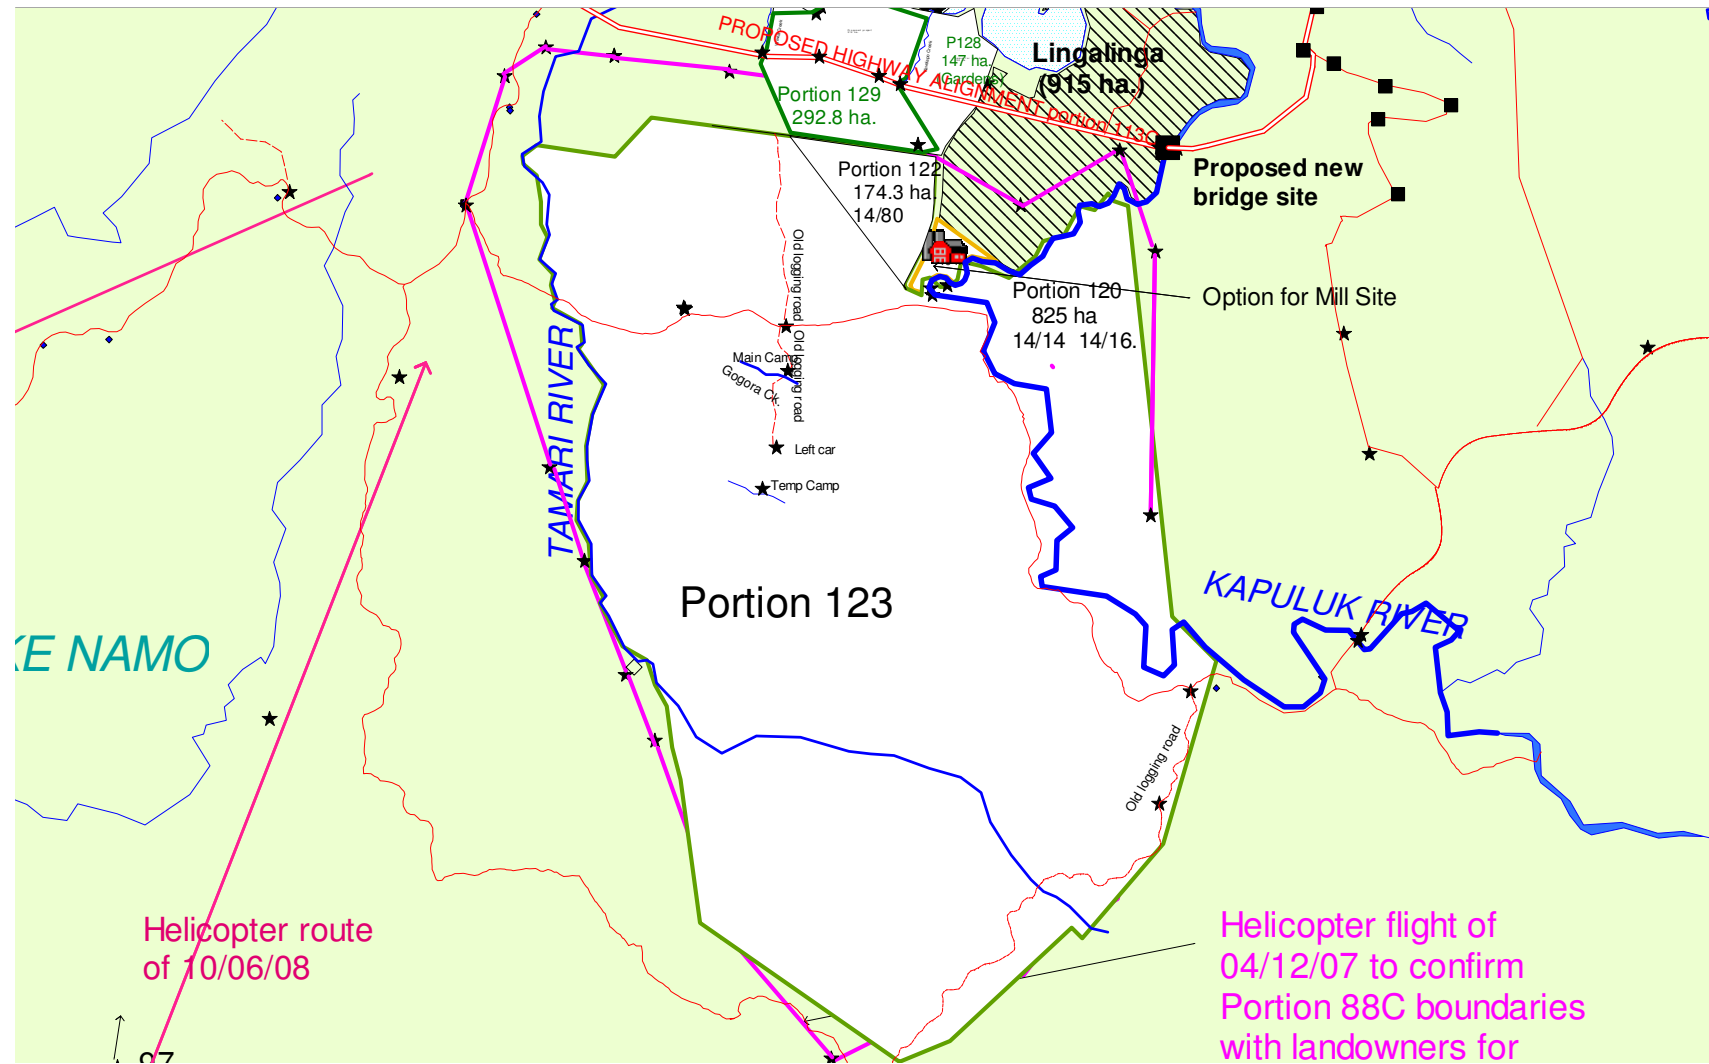 PROPOSED HIGHWAY ALIGNMENT portion 113C
P128
147 ha.
(Gardens)
Lingalinga
(915 ha.)
Portion 129
292.8 ha.
Proposed new
bridge site
Portion 122
174.3 ha.
14/80
Old logging road
Old logging road
Portion 120
825 ha
14/14 14/16.
Option for Mill Site
Main Camp
Gogora Ck.
TAMARI RIVER
Left car
Temp Camp
Portion 123
KAPULUK RIVER
KE NAMO
Old logging road
Helicopter route
of 10/06/08
Helicopter flight of
04/12/07 to confirm
Portion 88C boundaries
with landowners for
97